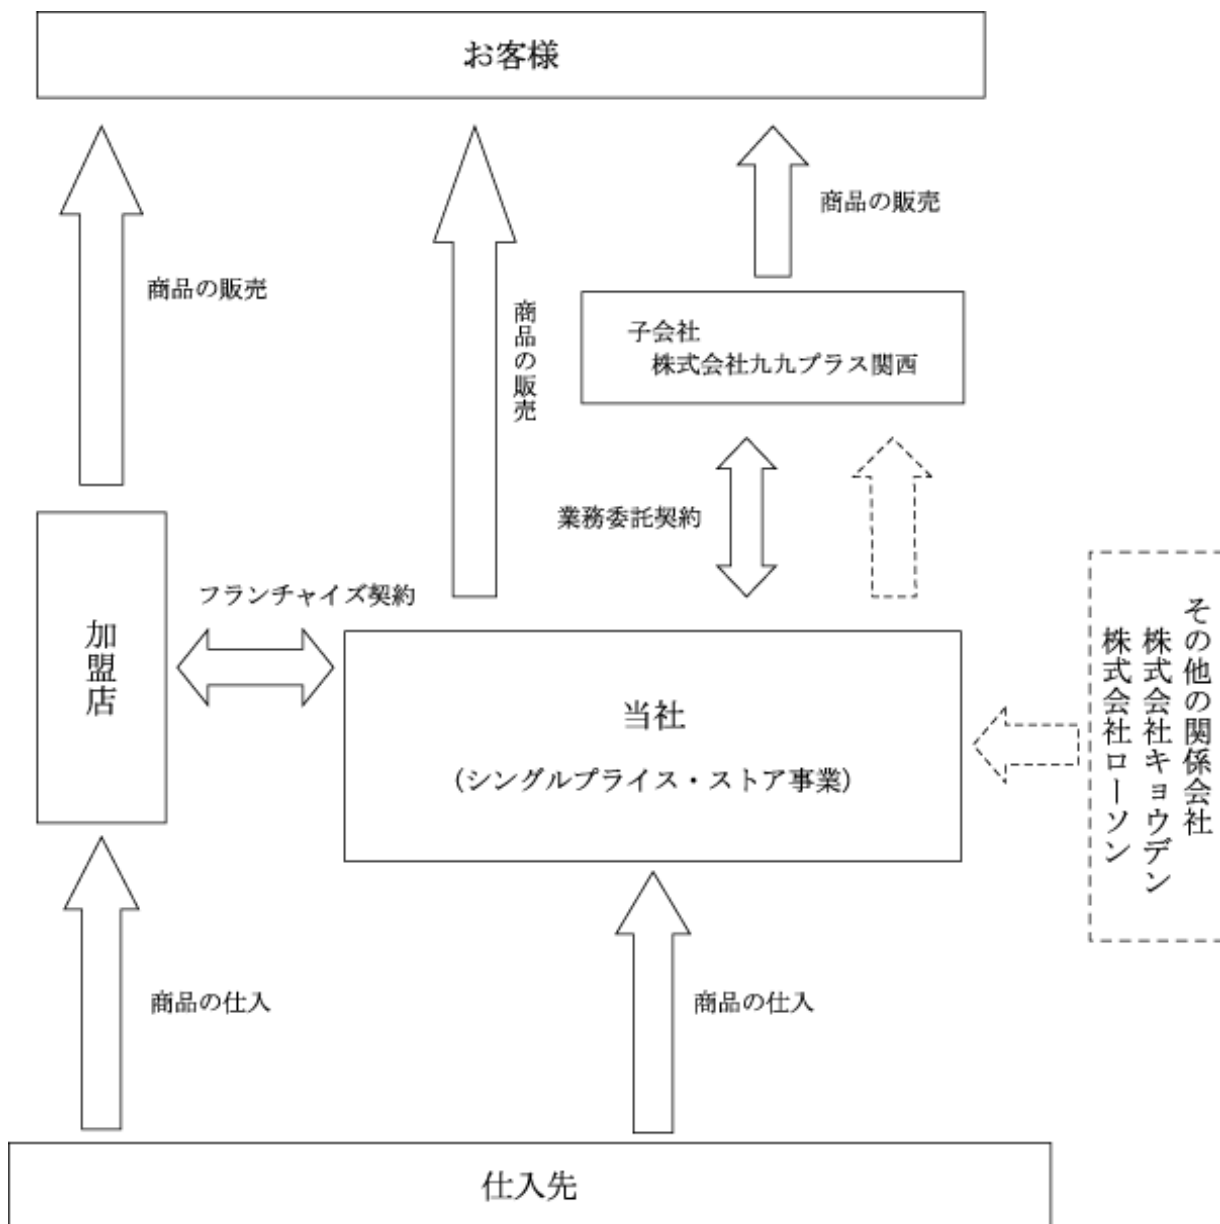 お客様
商品の販売
商品の販売
商品の販売
子会社
株式会社九九プラス関西
業務委託契約
フランチャイズ契約
加盟店
当社
(シングルプライス・ストア事業)
その他の関係会社
株式会社キョウデン
株式会社ローソン
商品の仕入
商品の仕入
仕入先